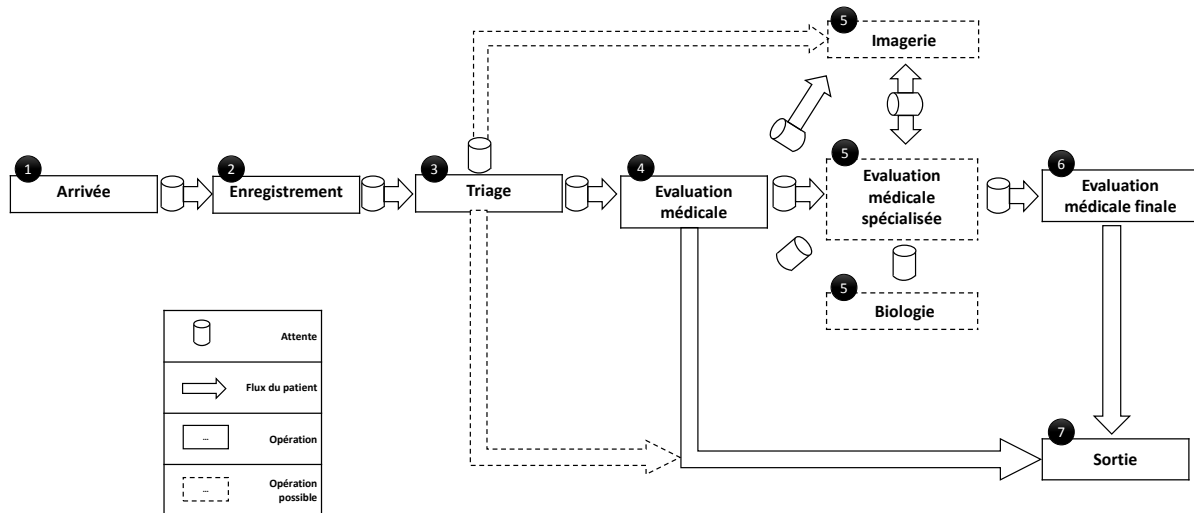 5
Imagerie
1
Arrivée
2
Enregistrement
3
Triage
4
Evaluation
médicale
5
Evaluation
médicale
spécialisée
6
Evaluation
médicale finale
5
Biologie
7
Sortie
Attente
Flux du patient
...
Opération
...
Opération
possible